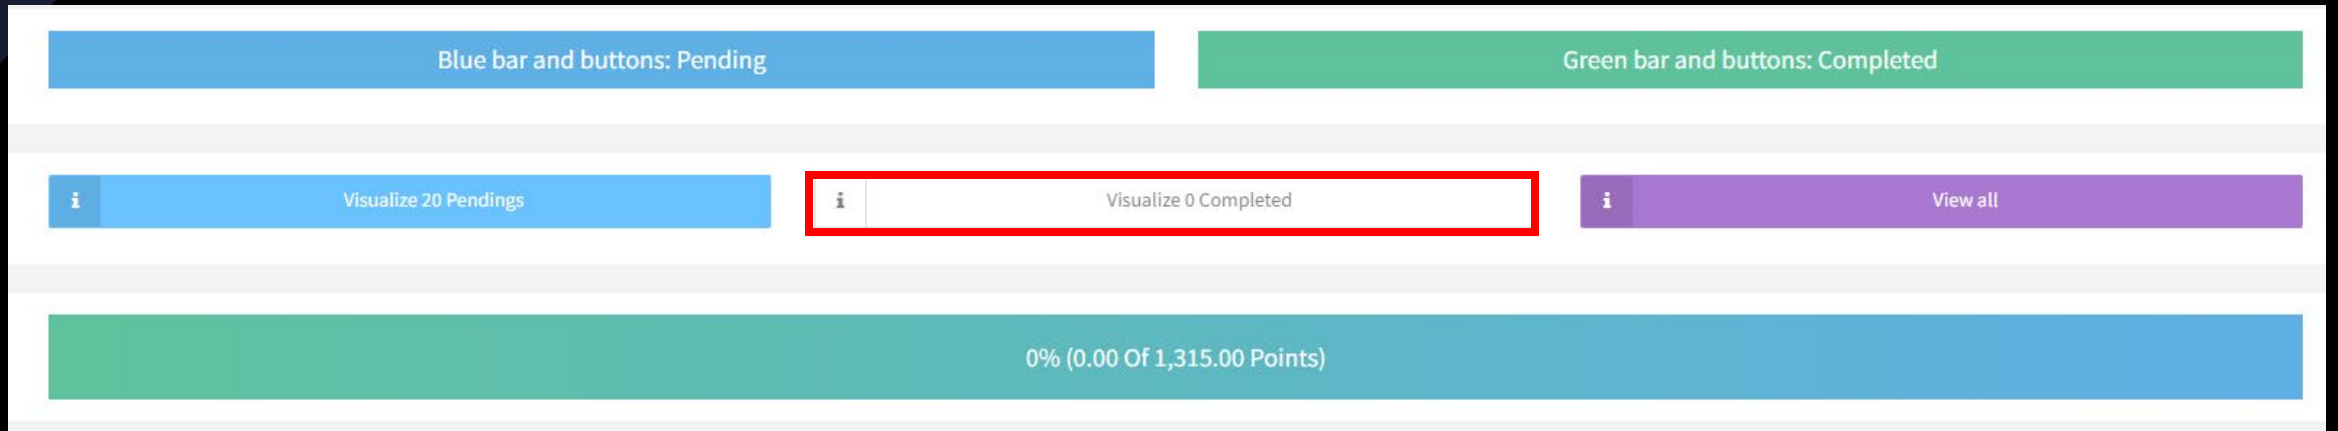 Blue bar and buttons: Pending
Green bar and buttons: Completed
i Visualize 20 Pendings
i Visualize 0 Completed
i View all
0% (0.00 Of 1,315.00 Points)